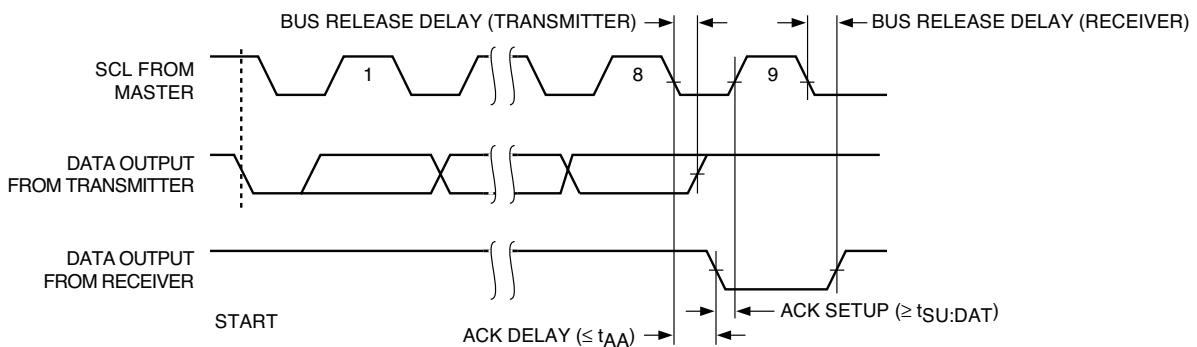 BUS RELEASE DELAY (TRANSMITTER)
BUS RELEASE DELAY (RECEIVER)
SCL FROM
MASTER
1
8
9
DATA OUTPUT
FROM TRANSMITTER
DATA OUTPUT
FROM RECEIVER
START
ACK SETUP (≥ tSU:DAT)
ACK DELAY (≤ tAA)